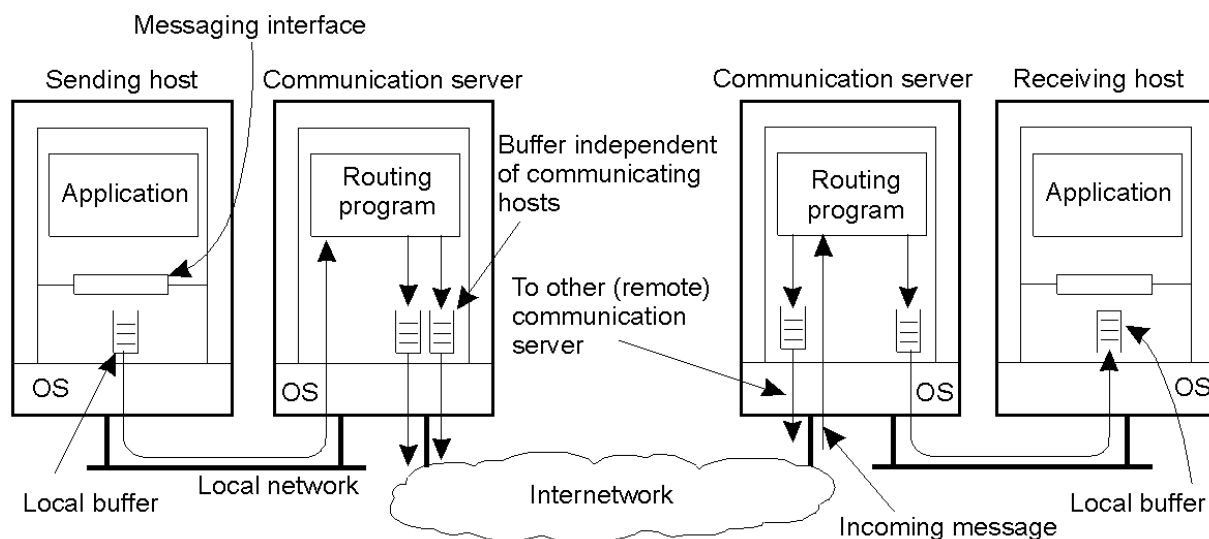 Messaging interface
Sending host
Communication server
Communication server
Receiving host
Application
Routing
program
Buffer independent
of communicating
hosts
Routing
program
Application
To other (remote)
communication
server
OS
OS
OS
OS
Local buffer
Local network
Internetwork
Incoming message
Local buffer